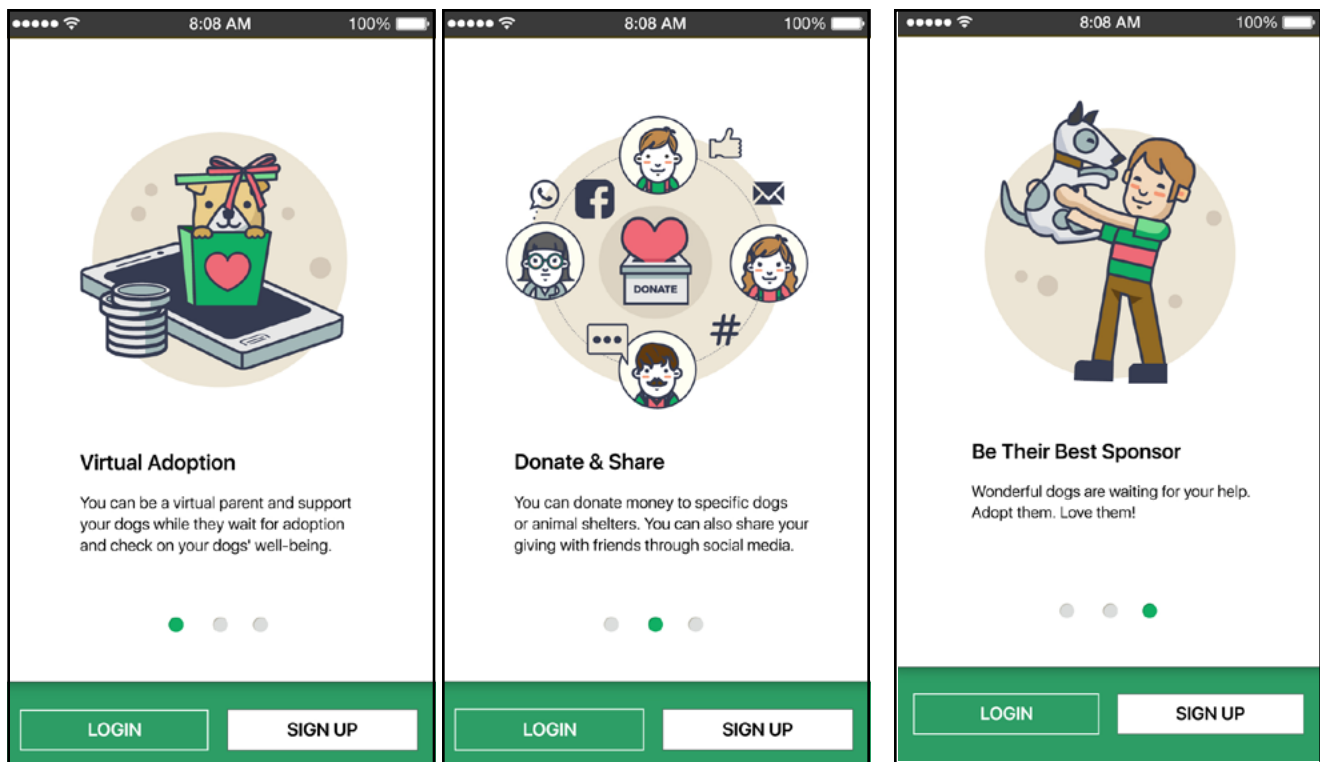 8:08 AM
100%
Virtual Adoption
You can be a virtual parent and support
your dogs while they wait for adoption
and check on your dogs' well-being.
LOGIN
SIGN UP
8:08 AM
100%
DONATE
#
Donate & Share
You can donate money to specific dogs
or animal shelters. You can also share your
giving with friends through social media.
LOGIN
SIGN UP
8:08 AM
100%
Be Their Best Sponsor
Wonderful dogs are waiting for your help.
Adopt them. Love them!
LOGIN
SIGN UP